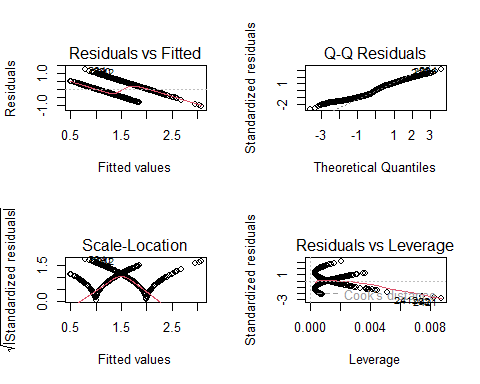 Residuals vs Fitted
Residuals
-1.0
1.0
0.5
1.5
2.5
Fitted values
Q-Q Residuals
Standardized residuals
-2
1
-3
-1
1
2
3
Theoretical Quantiles
Scale-Location
√|Standardized residuals|
0.0
1.5
0.5
1.5
2.5
Fitted values
Residuals vs Leverage
Standardized residuals
-3
1
Cook's distance
0.000
0.004
0.008
Leverage